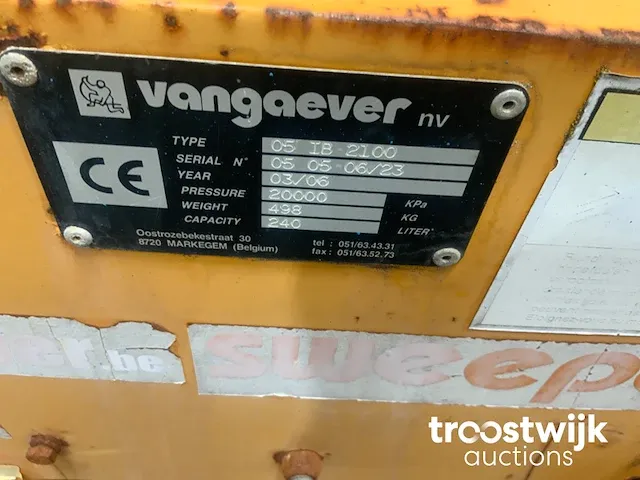 vangaever nv
TYPE 05 IB 2100
SERIAL N° 05 05 06/23
YEAR 03/06
PRESSURE 20000 KPa
WEIGHT 498 KG
CAPACITY 240 LITER
CE
Oostrozebekestraat 30
8720 MARKEGEM (Belgium)
tel : 051/63.43.31
fax : 051/63.52.73
er.be
sweep
troostwijk
auctions